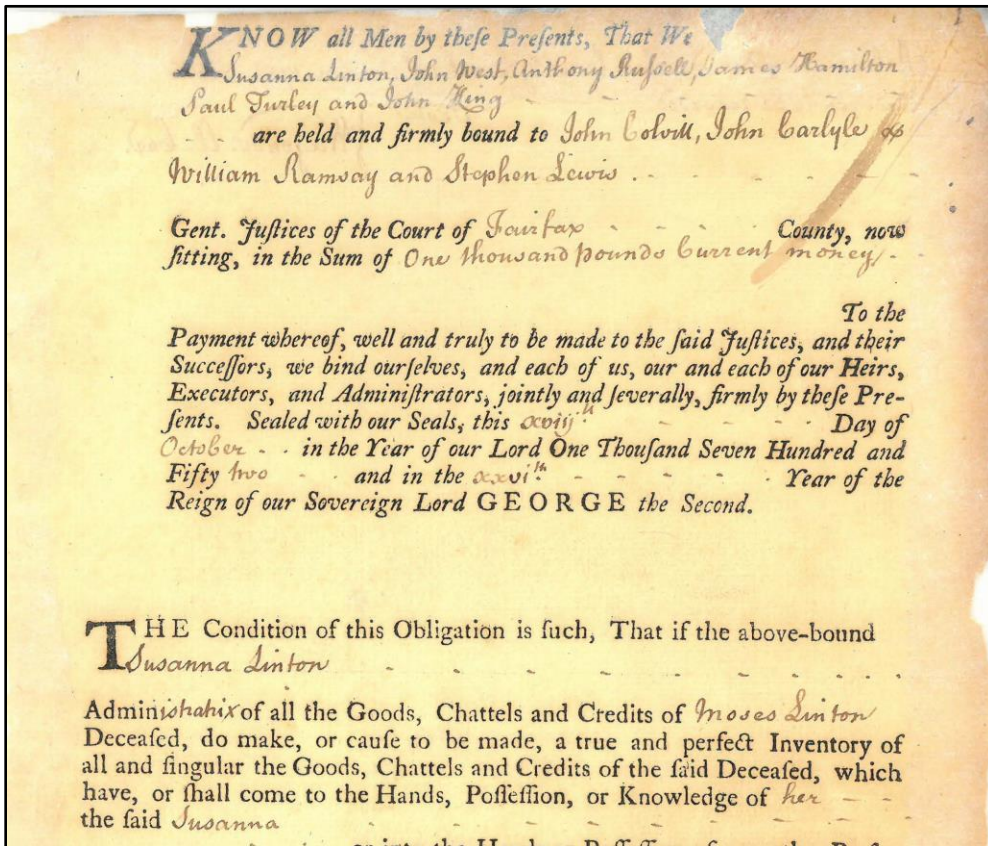 KNOW all Men by theſe Preſents, That We
Susanna Linton, John West, Anthony Russell, James Hamilton
Paul Turley and John King
are held and firmly bound to John Colvill, John Carlyle
William Ramsay and Stephen Lewis
Gent. Juſtices of the Court of Fairfax - - - County, now
ſitting, in the Sum of One thousand pounds Current money
To the
Payment whereof, well and truly to be made to the ſaid Juſtices, and their
Succeſſors, we bind ourſelves, and each of us, our and each of our Heirs,
Executors, and Adminiſtrators, jointly and ſeverally, firmly by theſe Pre-
ſents. Sealed with our Seals, this xviijth - - - Day of
October - - in the Year of our Lord One Thouſand Seven Hundred and
Fifty two - - and in the xxvith - - - Year of the
Reign of our Sovereign Lord GEORGE the Second.
THE Condition of this Obligation is ſuch, That if the above-bound
Susanna Linton
Administratrix of all the Goods, Chattels and Credits of Moses Linton
Deceaſed, do make, or cauſe to be made, a true and perfect Inventory of
all and ſingular the Goods, Chattels and Credits of the ſaid Deceaſed, which
have, or ſhall come to the Hands, Poſſeſſion, or Knowledge of her - -
the ſaid Susanna